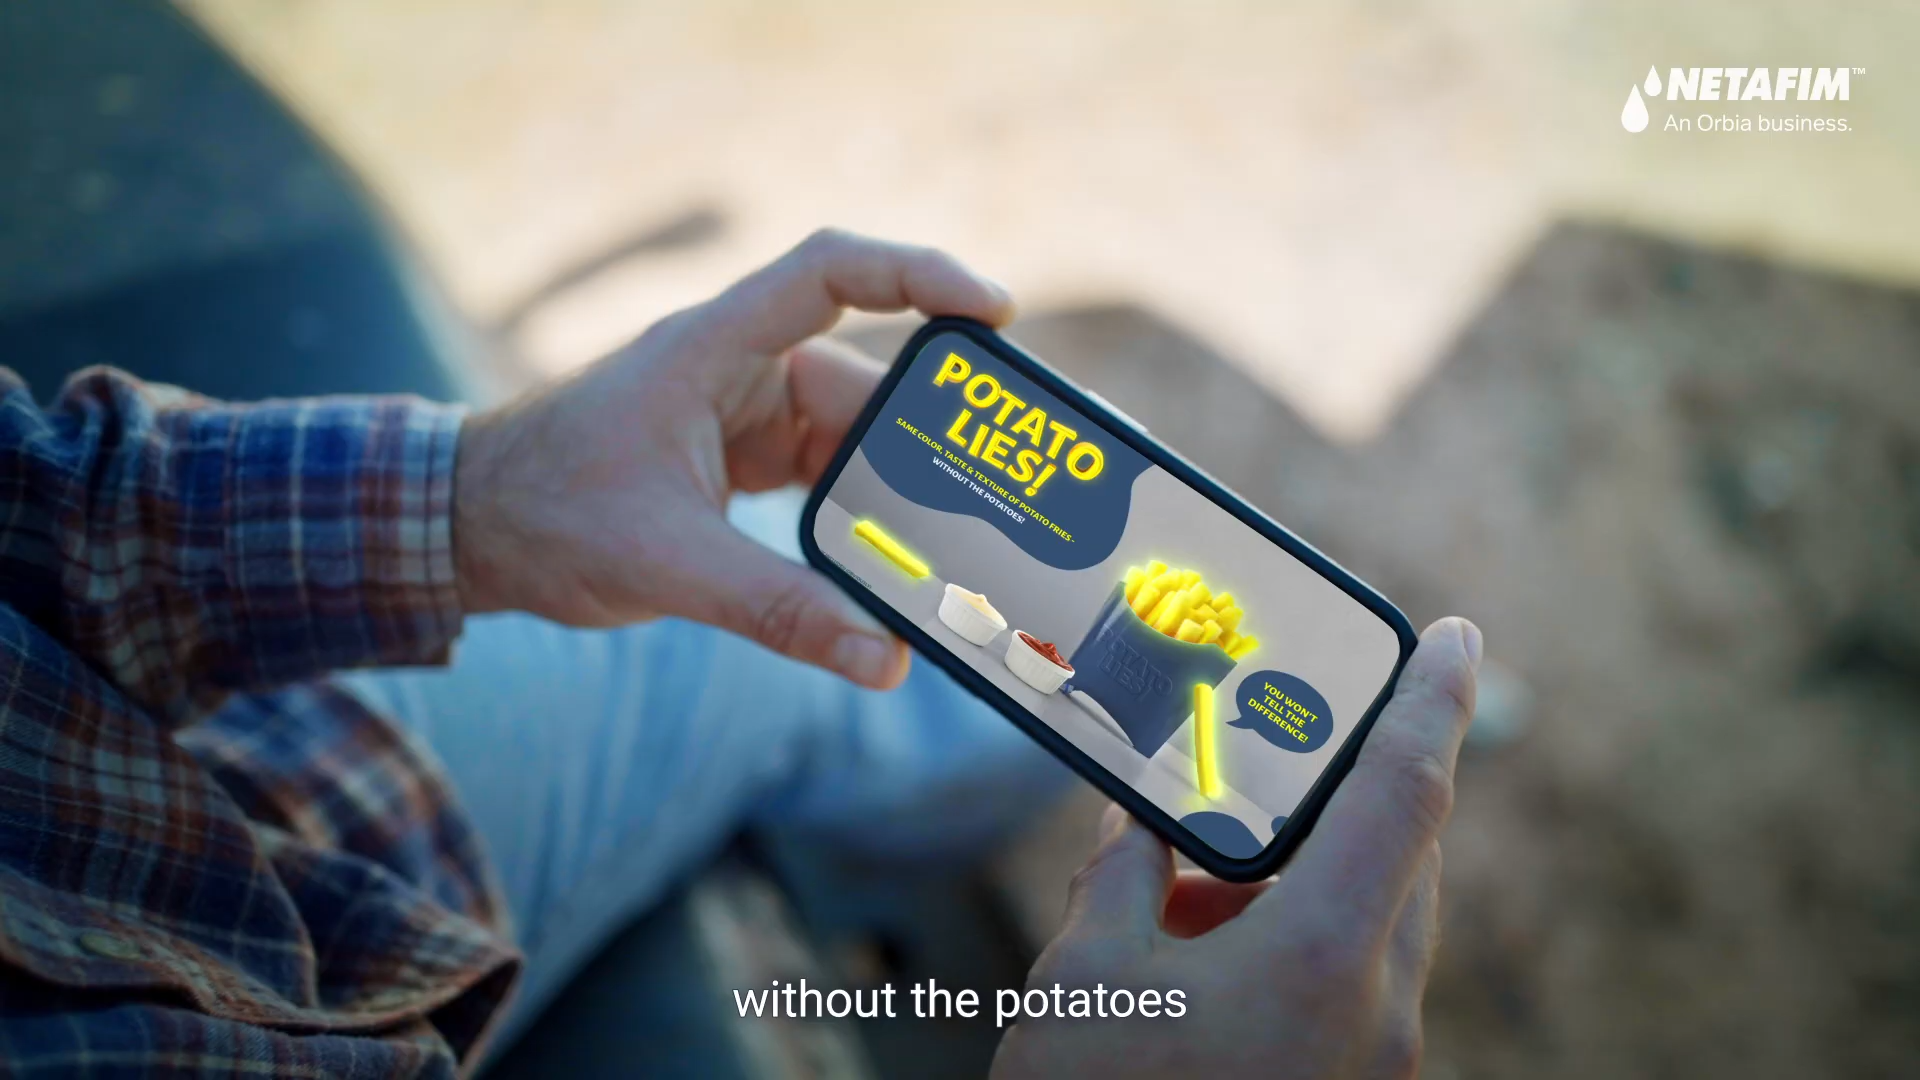 NETAFIM™
An Orbia business.
POTATO
LIES!
SAME COLOR, TASTE & TEXTURE OF POTATO FRIES -
WITHOUT THE POTATOES!
POTATO
LIES!
YOU WON'T
TELL THE
DIFFERENCE!
without the potatoes